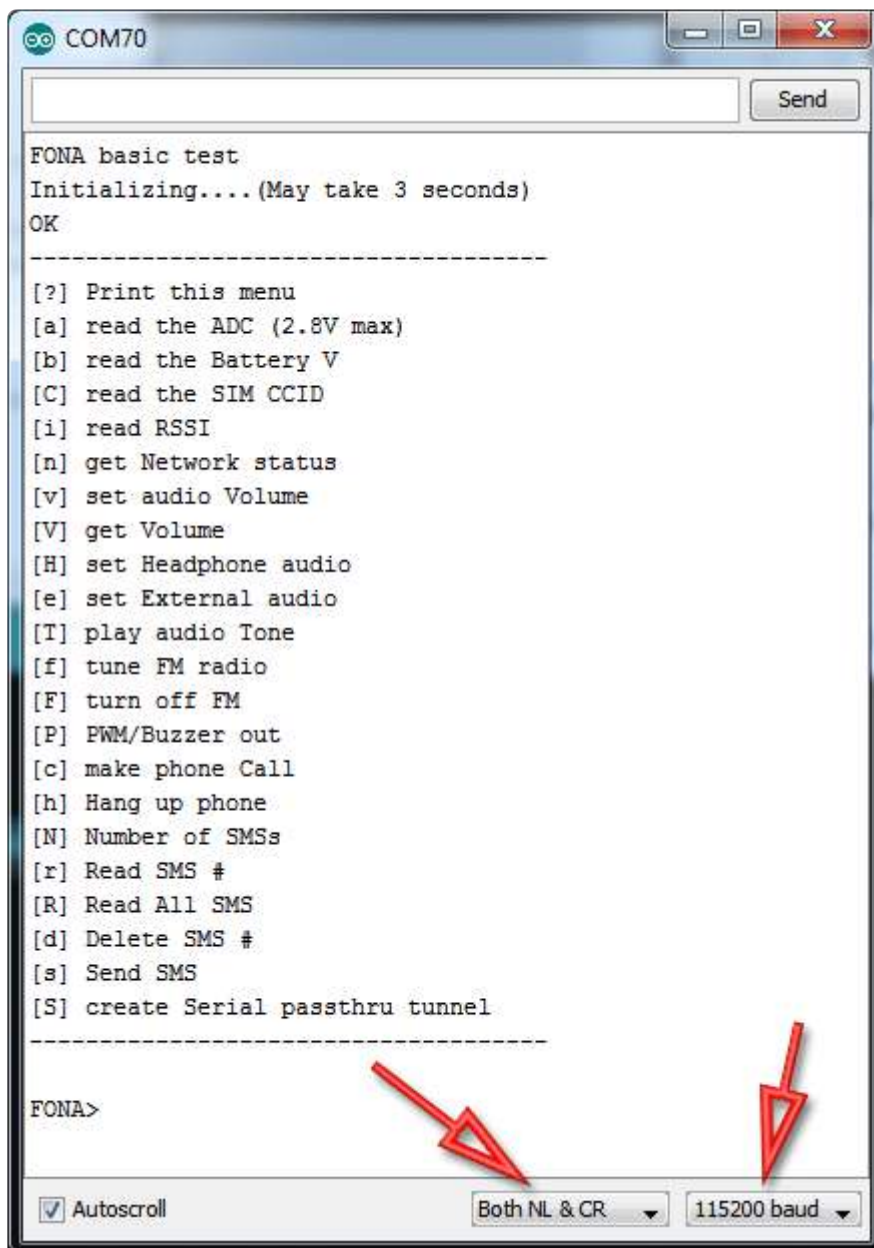 COM70
Send
FONA basic test
Initializing....(May take 3 seconds)
OK
-------------------------------------
[?] Print this menu
[a] read the ADC (2.8V max)
[b] read the Battery V
[C] read the SIM CCID
[i] read RSSI
[n] get Network status
[v] set audio Volume
[V] get Volume
[H] set Headphone audio
[e] set External audio
[T] play audio Tone
[f] tune FM radio
[F] turn off FM
[P] PWM/Buzzer out
[c] make phone Call
[h] Hang up phone
[N] Number of SMSs
[r] Read SMS #
[R] Read All SMS
[d] Delete SMS #
[s] Send SMS
[S] create Serial passthru tunnel
-------------------------------------
FONA>
Autoscroll Both NL & CR 115200 baud